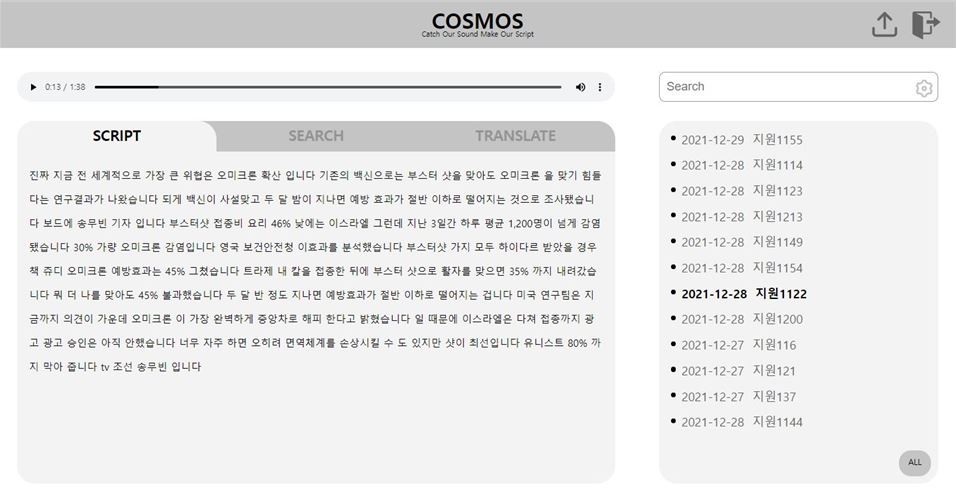 COSMOS
Catch Our Sound Make Our Script
0:13 / 1:38
Search
SCRIPT
SEARCH
TRANSLATE
진짜 지금 전 세계적으로 가장 큰 위협은 오미크론 확산 입니다 기존의 백신으로는 부스터 샷을 맞아도 오미크론 을 맞기 힘들
다는 연구결과가 나왔습니다 되게 백신이 사설맞고 두 달 밤이 지나면 예방 효과가 절반 이하로 떨어지는 것으로 조사됐습니
다 보드에 송무빈 기자 입니다 부스터샷 접종비 요리 46% 낮에는 이스라엘 그런데 지난 3일간 하루 평균 1,200명이 넘게 감염
됐습니다 30% 가량 오미크론 감염입니다 영국 보건안전청 이효과를 분석했습니다 부스터샷 가지 모두 하이다르 받았을 경우
책 쥬디 오미크론 예방효과는 45% 그쳤습니다 트라제 내 칼을 접종한 뒤에 부스터 샷으로 활자를 맞으면 35% 까지 내려갔습
니다 뭐 더 나를 맞아도 45% 불과했습니다 두 달 반 정도 지나면 예방효과가 절반 이하로 떨어지는 겁니다 미국 연구팀은 지
금까지 의견이 가운데 오미크론 이 가장 완벽하게 중앙차로 해피 한다고 밝혔습니다 일 때문에 이스라엘은 다쳐 접종까지 광
고 광고 승인은 아직 안했습니다 너무 자주 하면 오히려 면역체계를 손상시킬 수 도 있지만 샷이 최선입니다 유니스트 80% 까
지 막아 줍니다 tv 조선 송무빈 입니다
2021-12-29 지원1155
2021-12-28 지원1114
2021-12-28 지원1123
2021-12-28 지원1213
2021-12-28 지원1149
2021-12-28 지원1154
2021-12-28 지원1122
2021-12-28 지원1200
2021-12-27 지원116
2021-12-27 지원121
2021-12-27 지원137
2021-12-28 지원1144
ALL